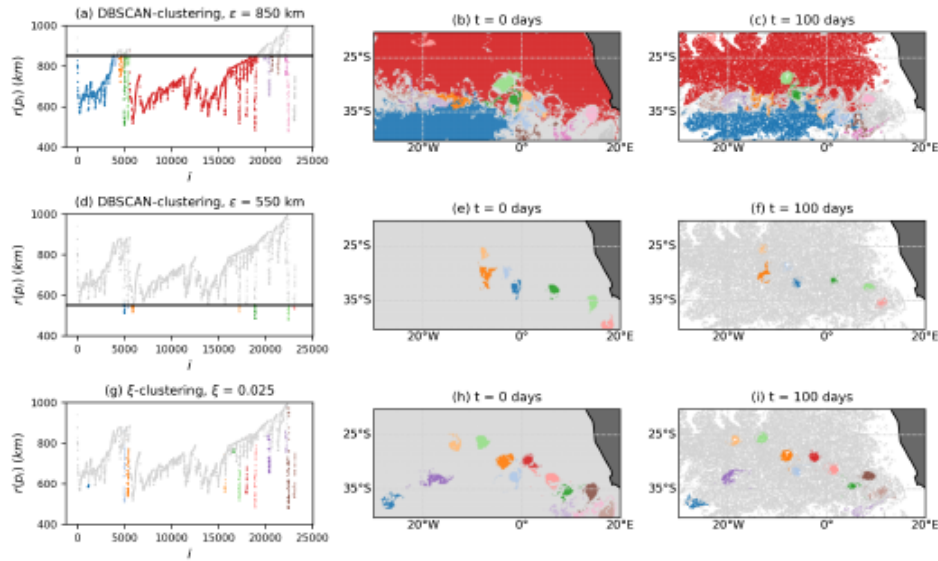 (a) DBSCAN-clustering, ε = 850 km
(b) t = 0 days
(c) t = 100 days
1000
800
600
400
r(pᵢ) (km)
0 5000 10000 15000 20000 25000
i
25°S
35°S
20°W 0° 20°E
25°S
35°S
20°W 0° 20°E
(d) DBSCAN-clustering, ε = 550 km
(e) t = 0 days
(f) t = 100 days
1000
800
600
400
r(pᵢ) (km)
0 5000 10000 15000 20000 25000
i
25°S
35°S
20°W 0° 20°E
25°S
35°S
20°W 0° 20°E
(g) ξ-clustering, ξ = 0.025
(h) t = 0 days
(i) t = 100 days
1000
800
600
400
r(pᵢ) (km)
0 5000 10000 15000 20000 25000
i
25°S
35°S
20°W 0° 20°E
25°S
35°S
20°W 0° 20°E